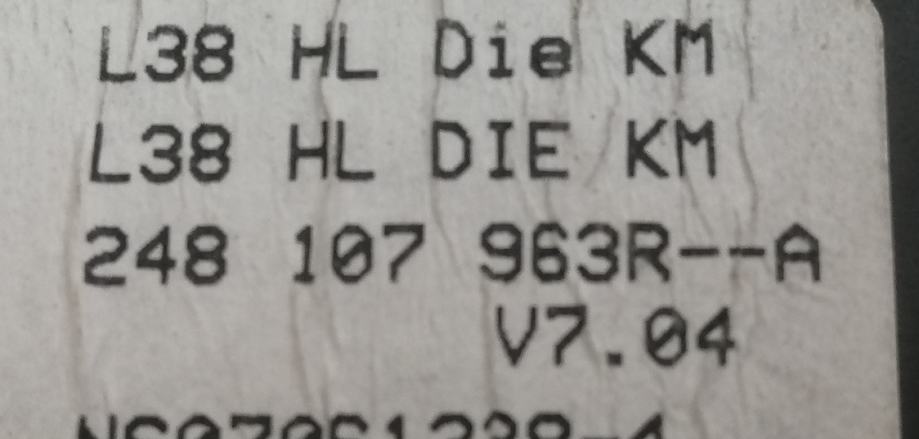 L38 HL Die KM
L38 HL DIE KM
248 107 963R--A
V7.04